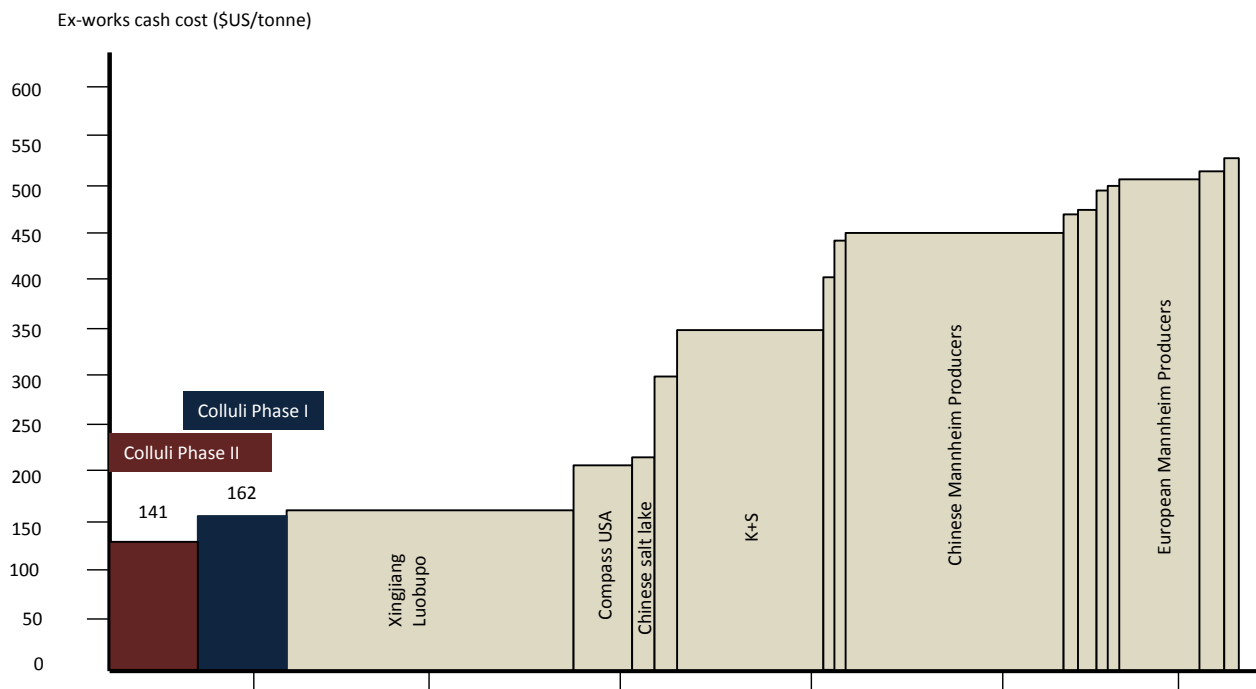 Ex-works cash cost ($US/tonne)
600
550
500
450
400
350
300
250
200
150
100
50
0
Colluli Phase I
Colluli Phase II
141
162
Xingjiang
Luobupo
Compass USA
Chinese salt lake
K+S
Chinese Mannheim Producers
European Mannheim Producers